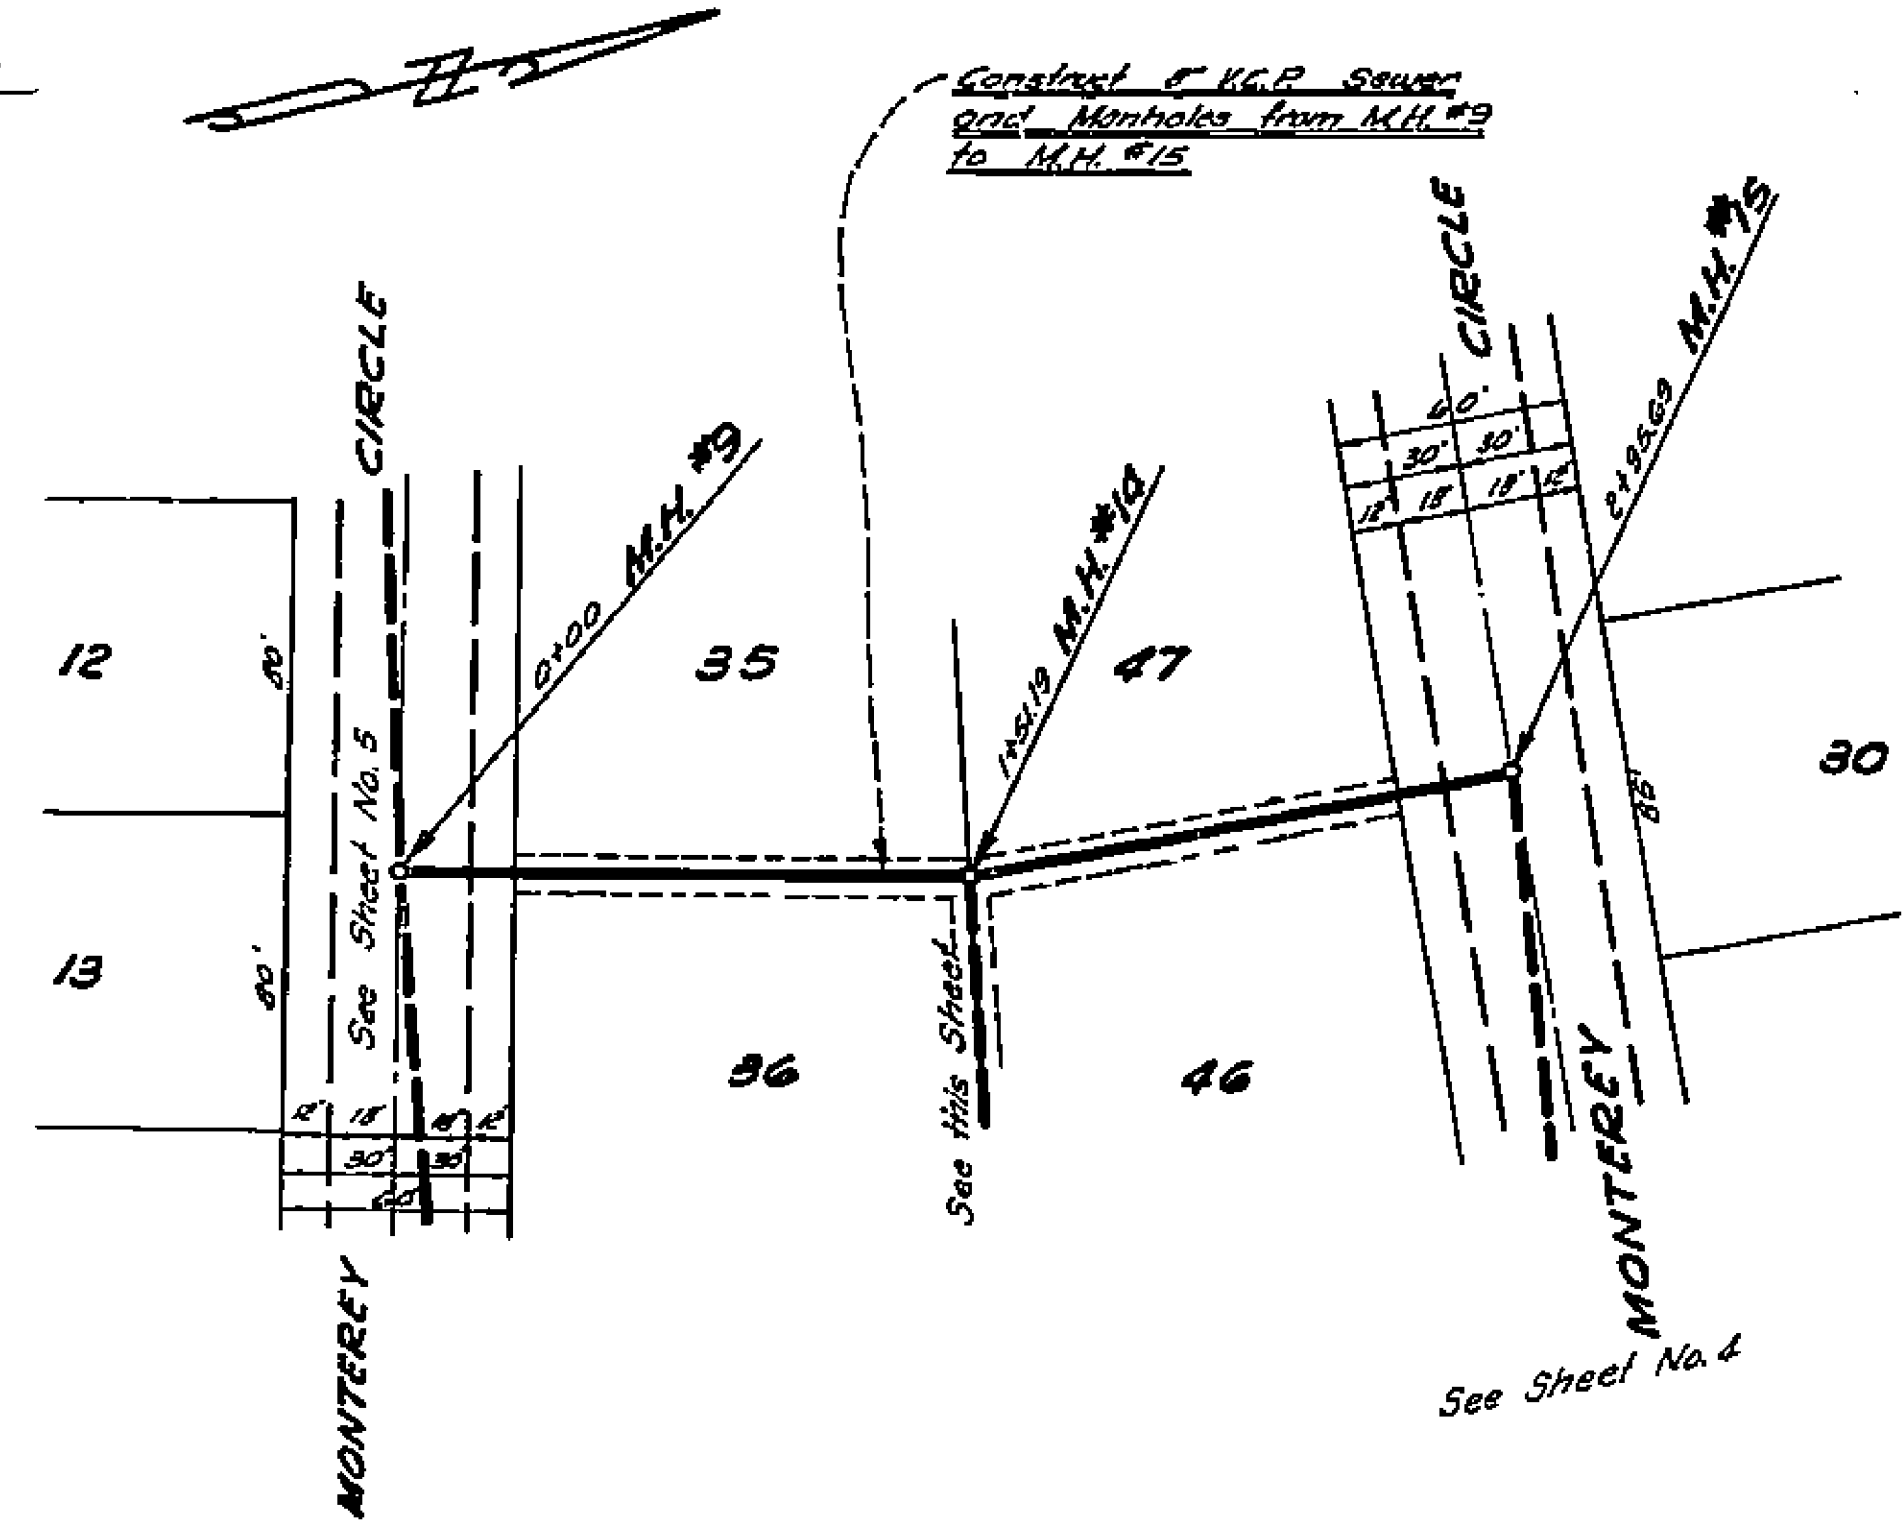 Construct 8" V.C.P. Sewer
and Manholes from M.H. #9
to M.H. #15
CIRCLE
CIRCLE
M.H. #15
2+95.69
M.H. #9
0+00
M.H. #14
1+51.19
60'
30' 30'
12' 18' 18' 12'
12
80'
35
47
30
85'
See Sheet No. 5
13
80'
36
46
See this Sheet
12' 18' 18' 12'
30' 30'
60'
MONTEREY
MONTEREY
See Sheet No. 4